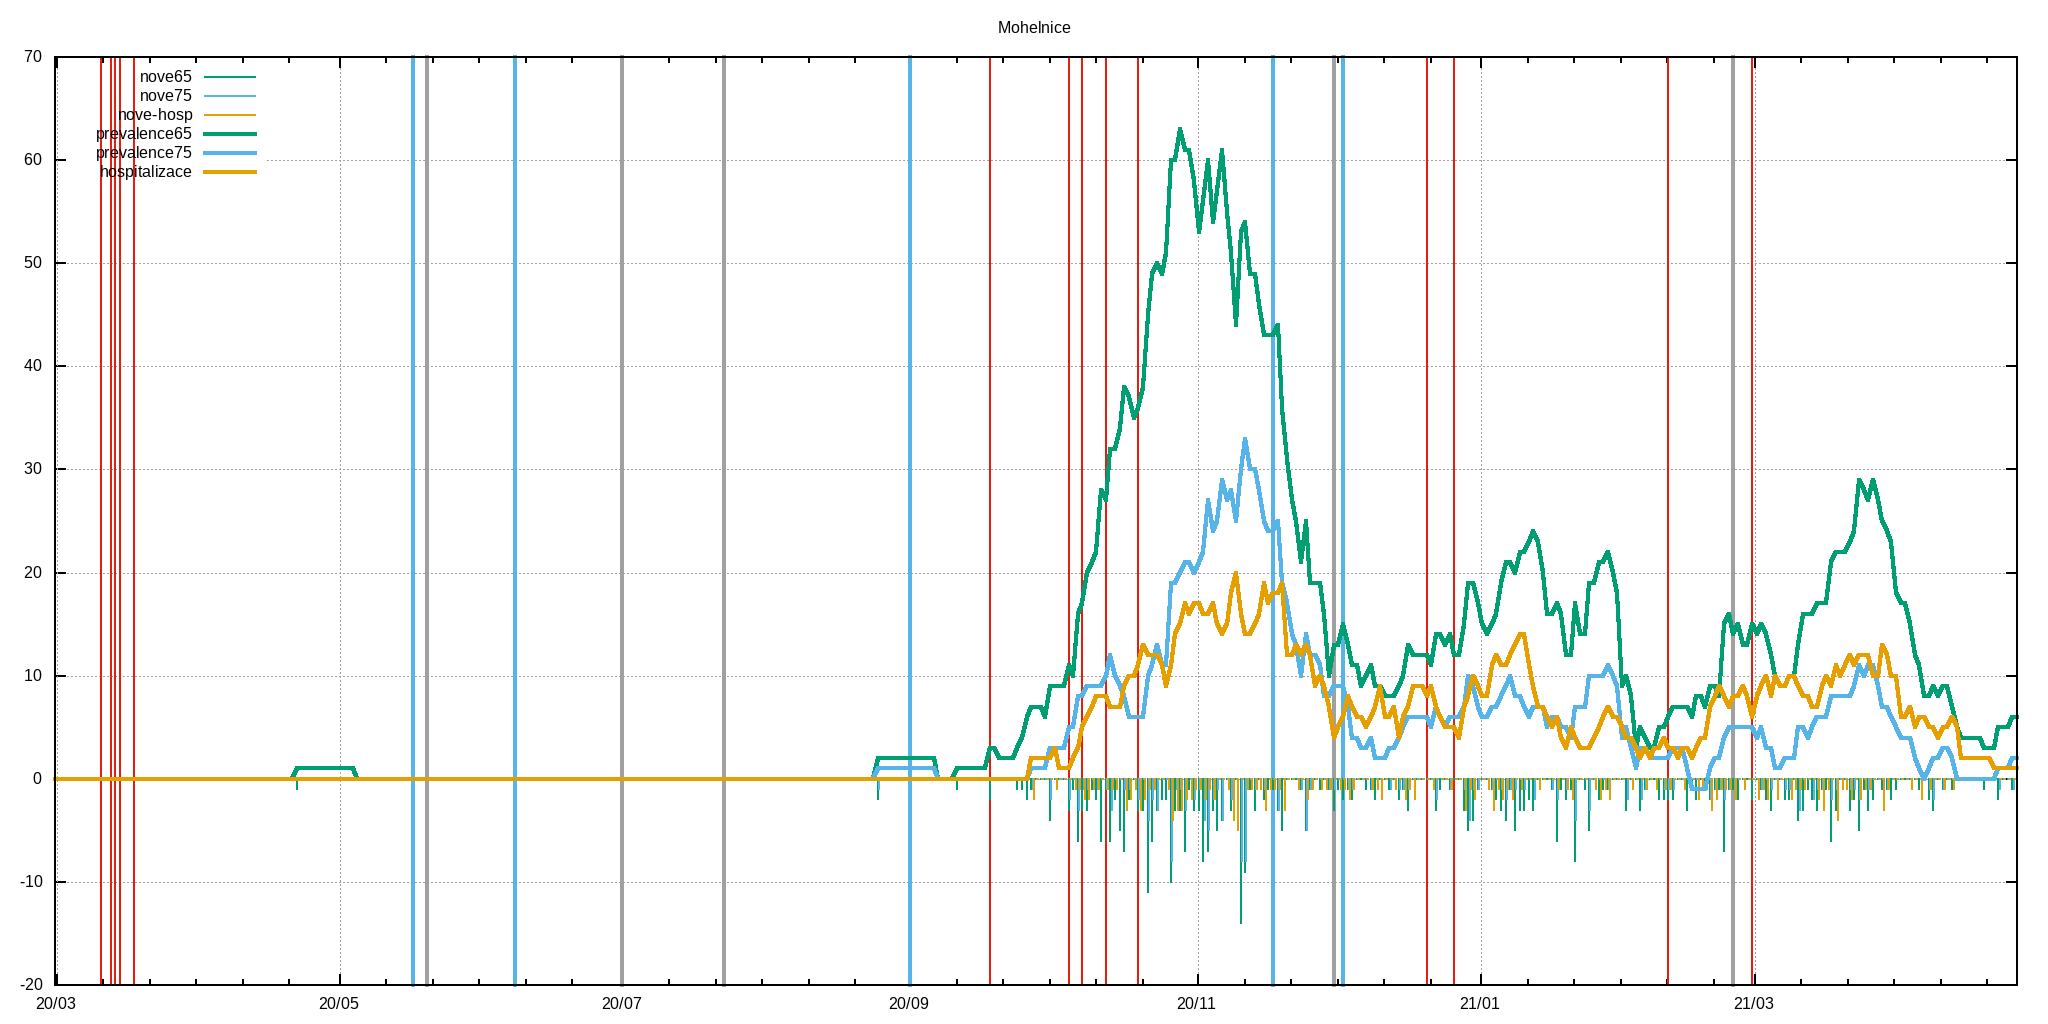 Mohelnice
70
60
50
40
30
20
10
0
-10
-20
nove65
nove75
nove-hosp
prevalence65
prevalence75
hospitalizace
20/03 20/05 20/07 20/09 20/11 21/01 21/03